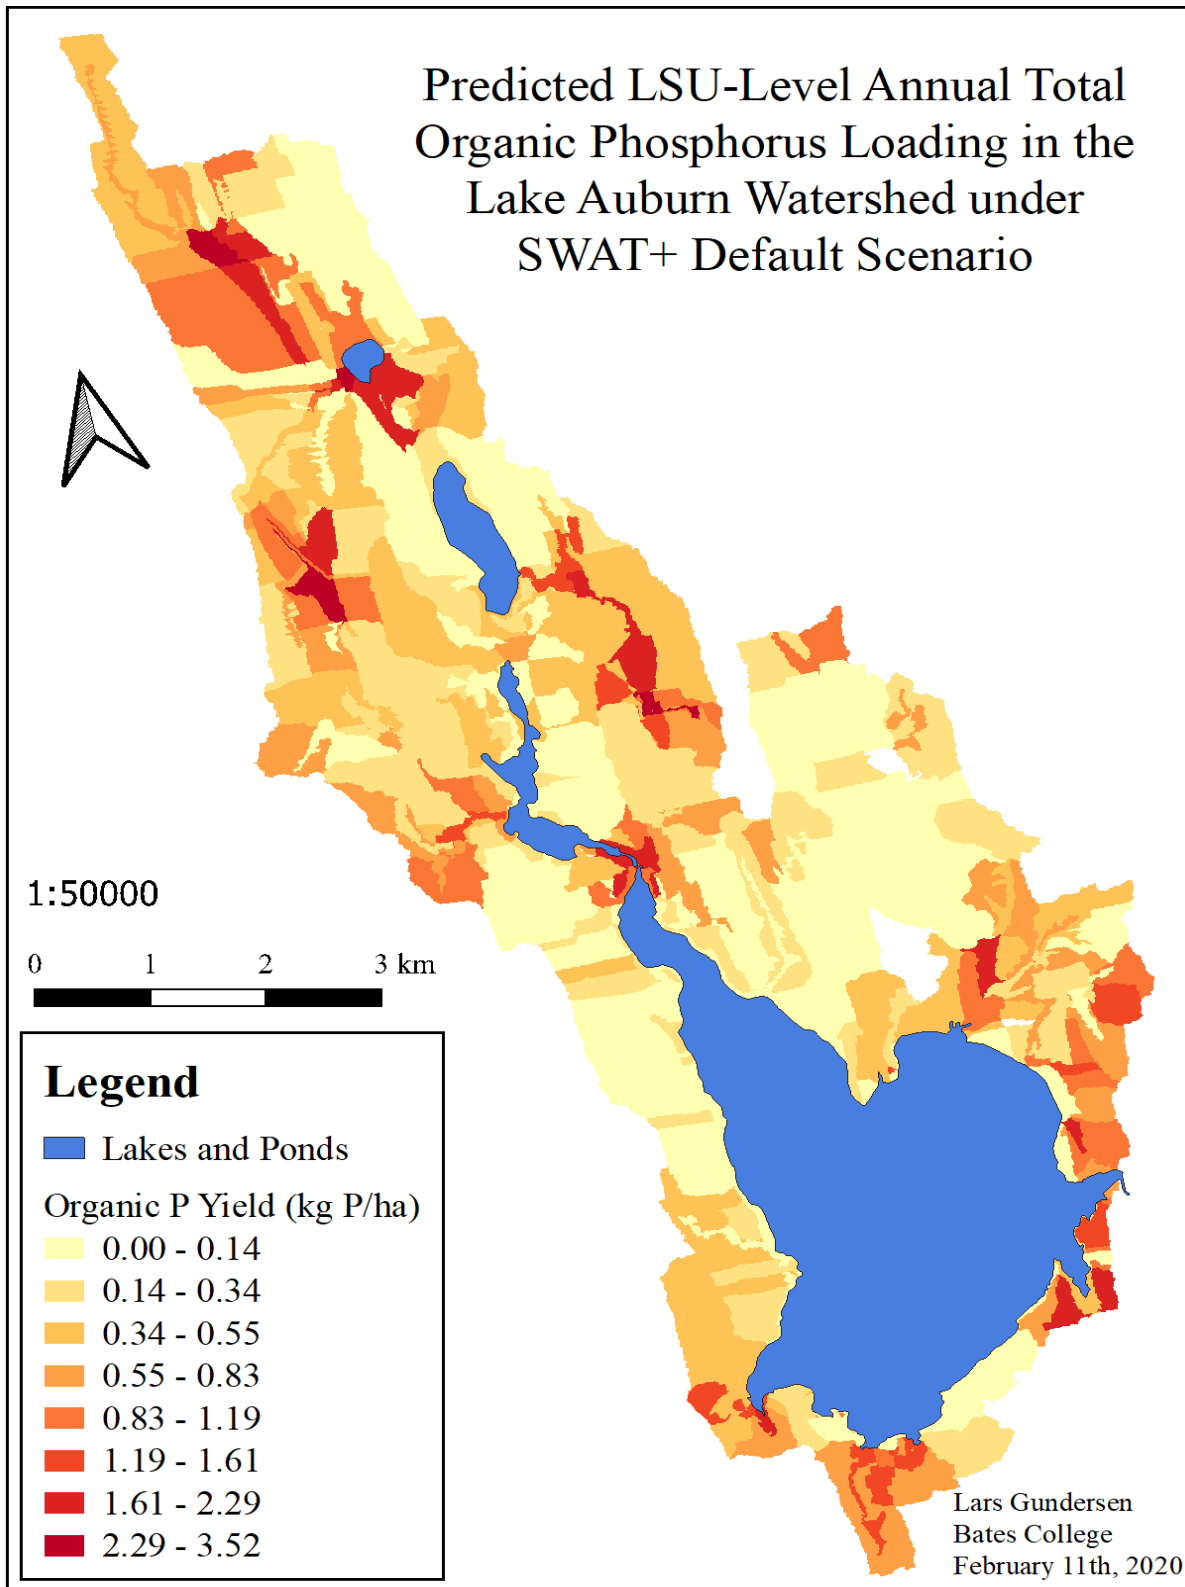 Predicted LSU-Level Annual Total
Organic Phosphorus Loading in the
Lake Auburn Watershed under
SWAT+ Default Scenario
1:50000
0 1 2 3 km
Legend
Lakes and Ponds
Organic P Yield (kg P/ha)
0.00 - 0.14
0.14 - 0.34
0.34 - 0.55
0.55 - 0.83
0.83 - 1.19
1.19 - 1.61
1.61 - 2.29
2.29 - 3.52
Lars Gundersen
Bates College
February 11th, 2020